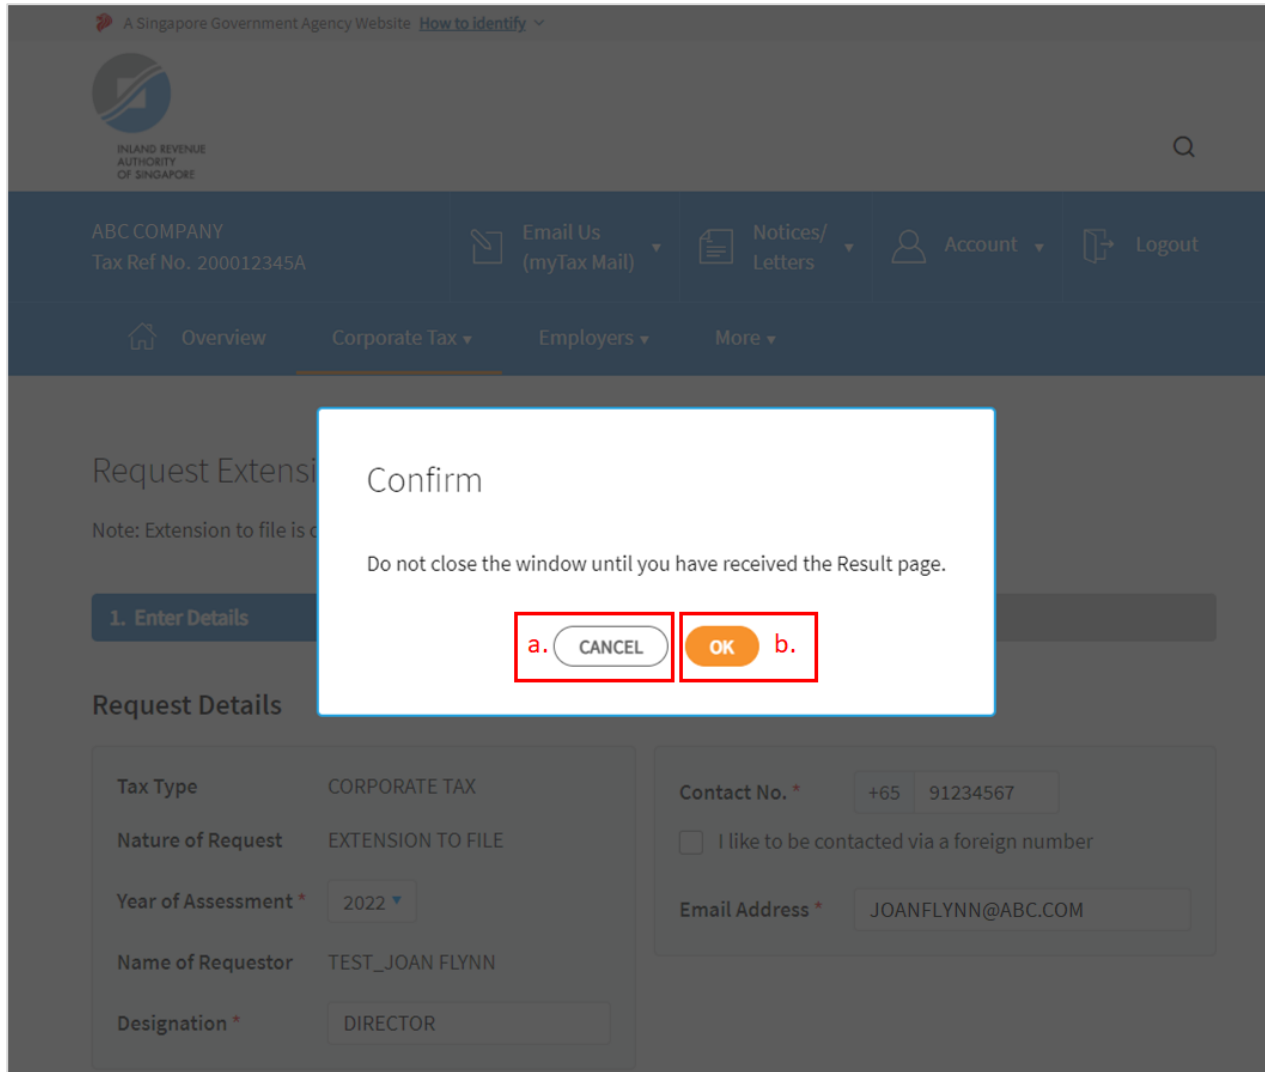 A Singapore Government Agency Website How to identify
INLAND REVENUE
AUTHORITY
OF SINGAPORE
ABC COMPANY
Tax Ref No. 200012345A
Email Us
(myTax Mail)
Notices/
Letters
Account
Logout
Overview
Corporate Tax
Employers
More
Request Extensi
Note: Extension to file is
Confirm
Do not close the window until you have received the Result page.
a. CANCEL
OK b.
1. Enter Details
Request Details
Tax Type CORPORATE TAX
Nature of Request EXTENSION TO FILE
Year of Assessment * 2022
Name of Requestor TEST_JOAN FLYNN
Designation * DIRECTOR
Contact No. * +65 91234567
I like to be contacted via a foreign number
Email Address * JOANFLYNN@ABC.COM